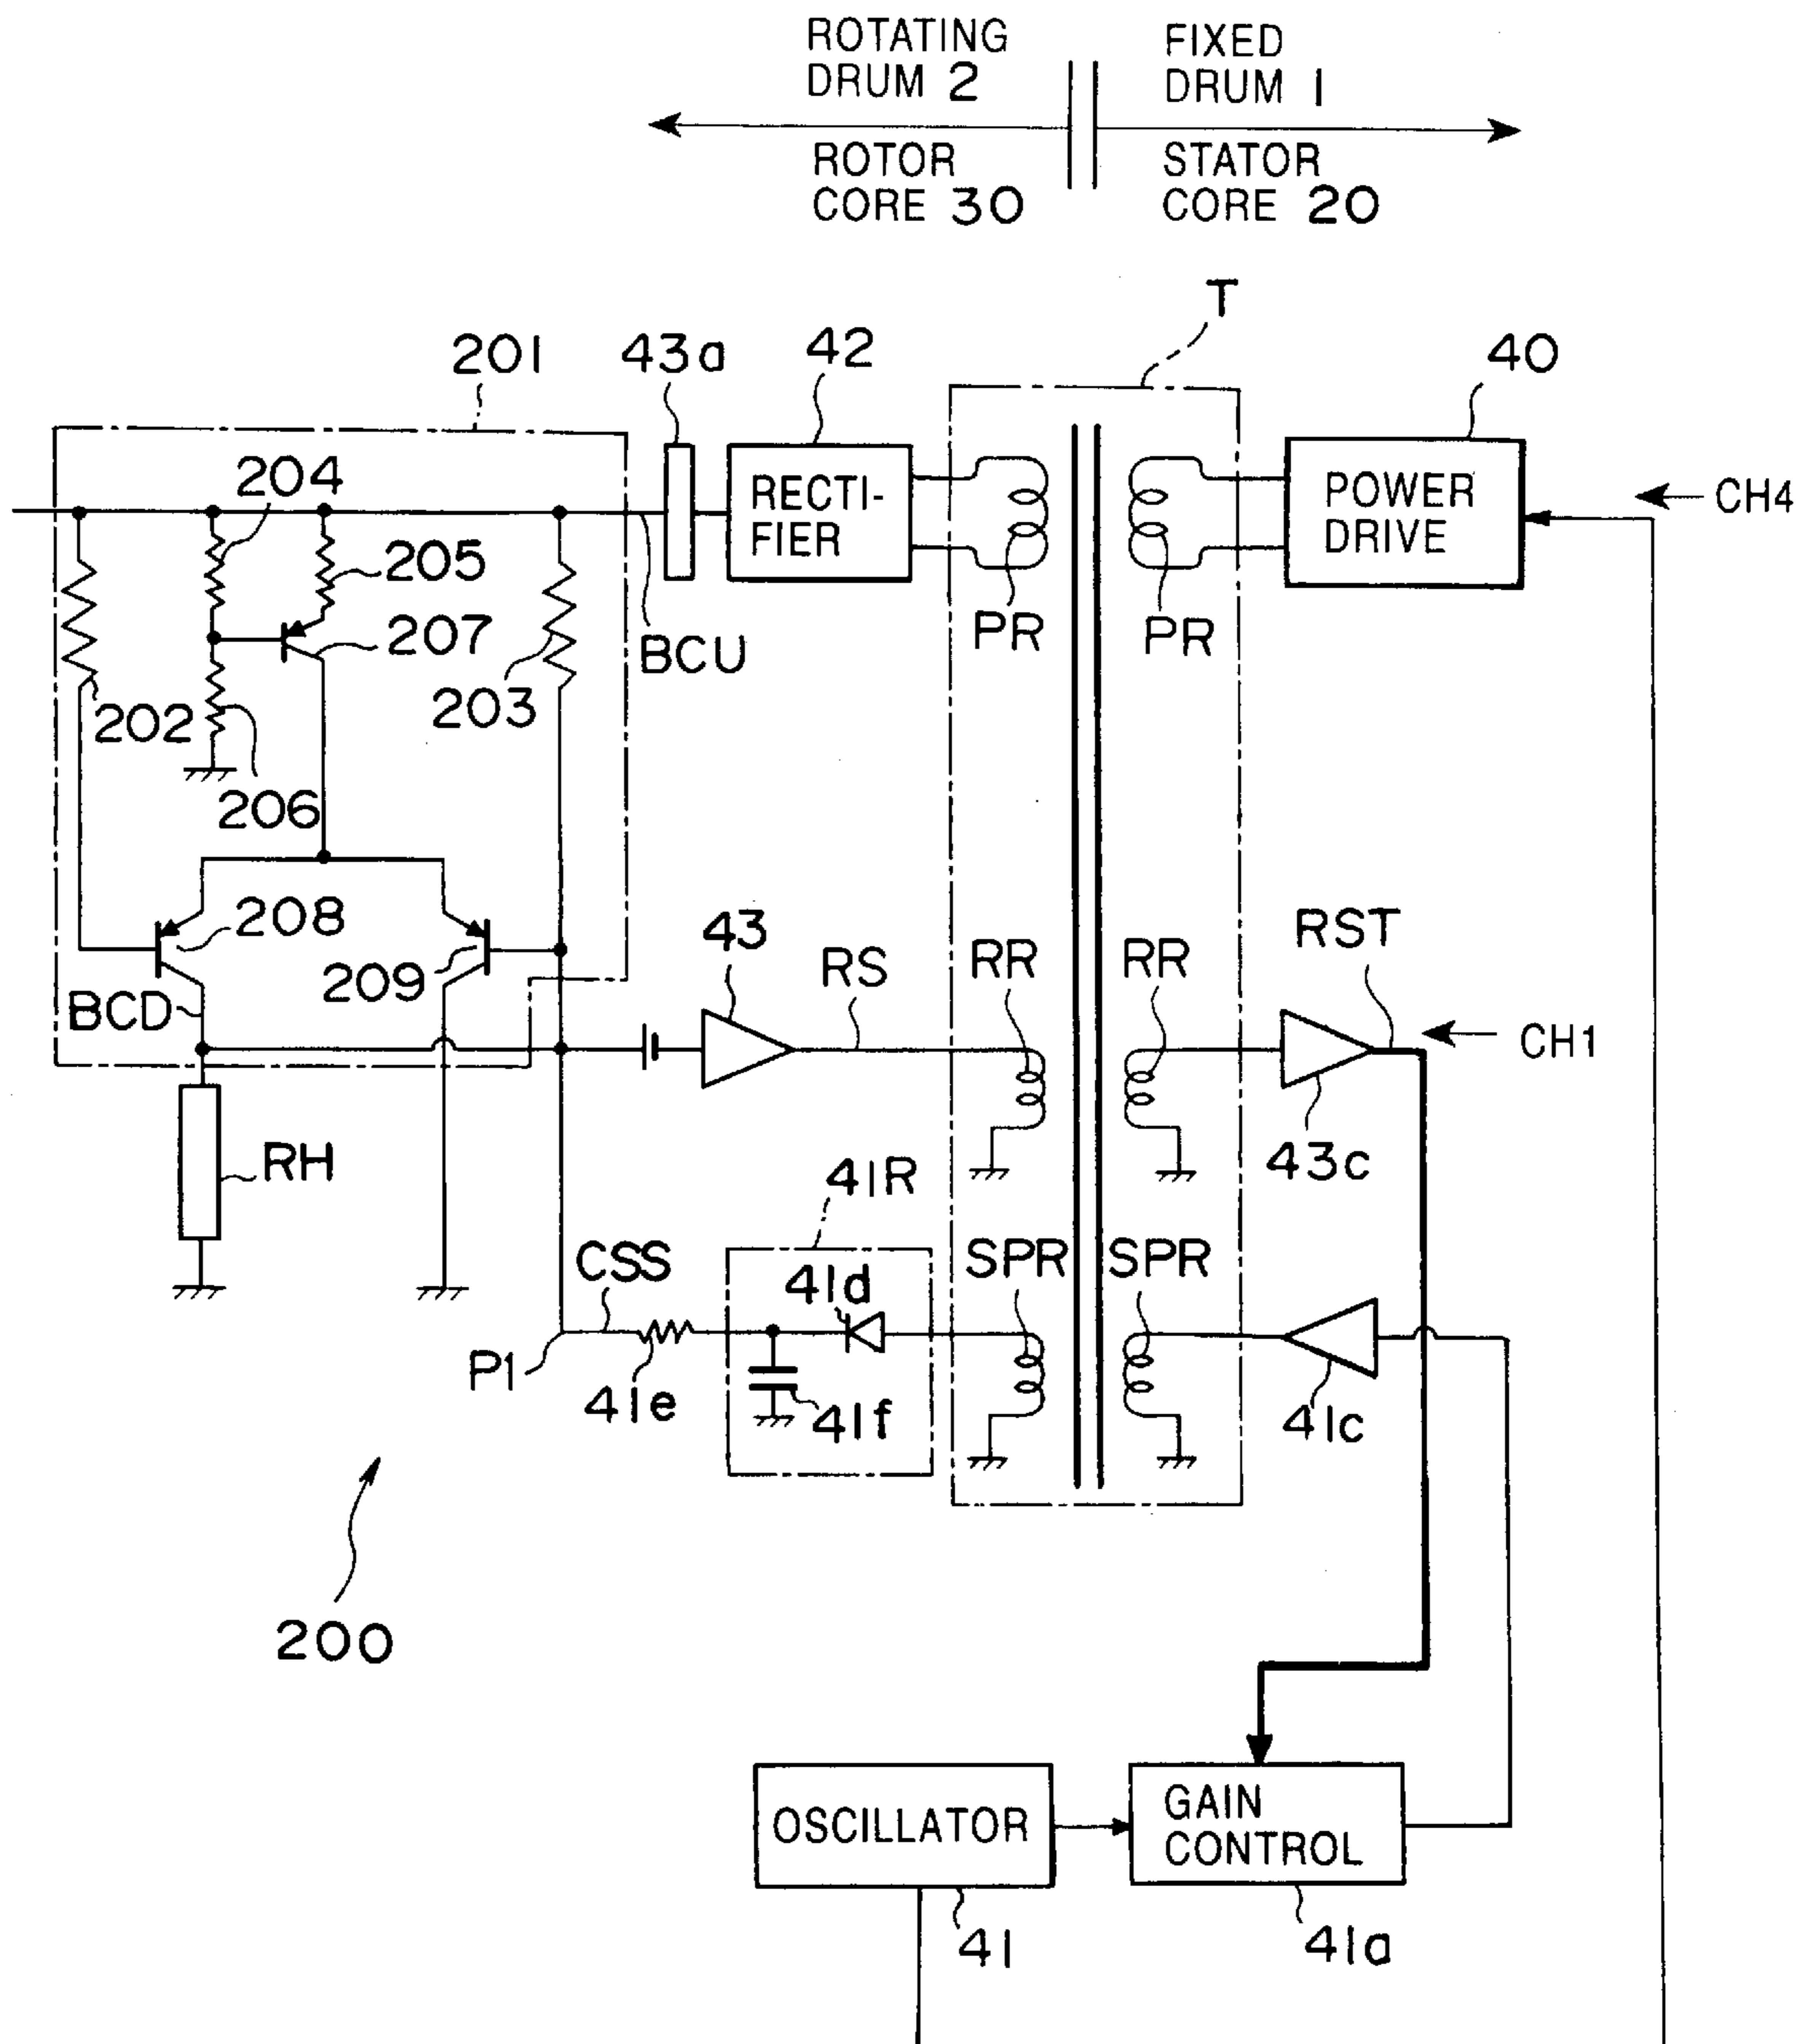 ROTATING
DRUM 2
FIXED
DRUM 1
ROTOR
CORE 30
STATOR
CORE 20
T
201
43a
42
40
204
RECTI-
FIER
POWER
DRIVE
CH4
205
207
PR
PR
BCU
202
203
206
208
43
RS
RR
RR
RST
209
BCD
CH1
RH
43c
41R
CSS
41d
SPR
SPR
P1
41e
41f
41c
200
OSCILLATOR
GAIN
CONTROL
41
41a